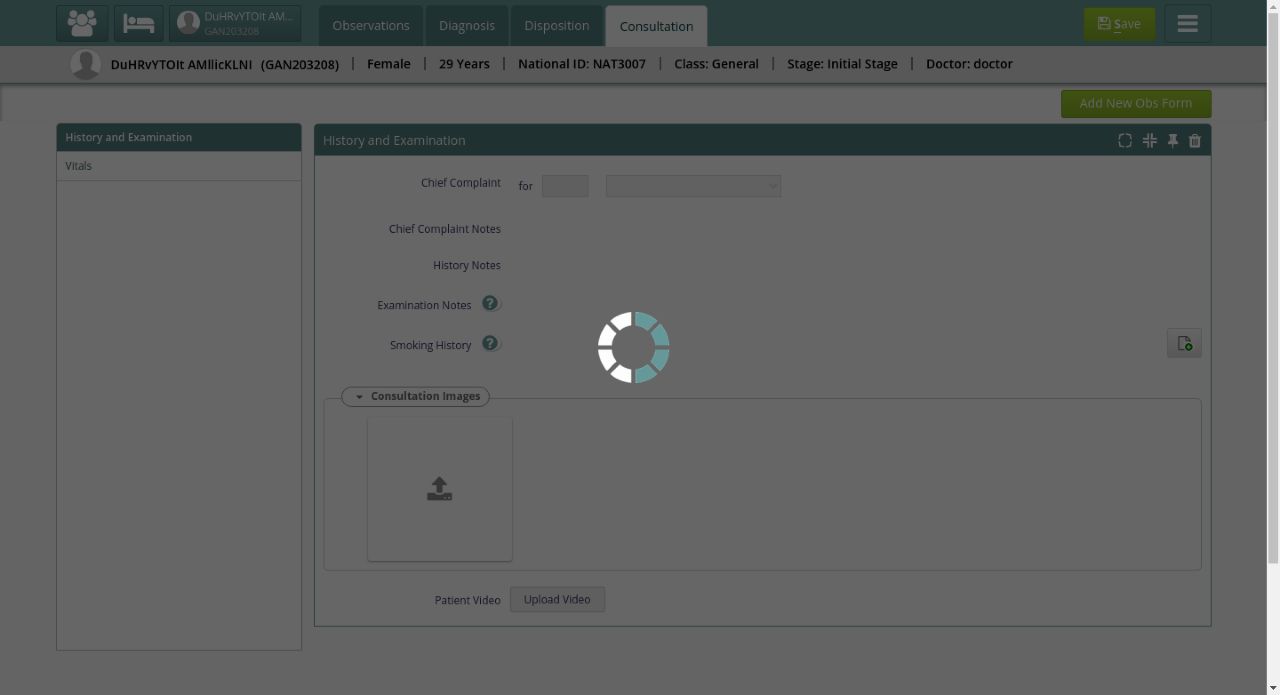 DuHRvYTOIt AM...
GAN203208
Observations
Diagnosis
Disposition
Consultation
Save
DuHRvYTOIt AMllicKLNI (GAN203208) | Female | 29 Years | National ID: NAT3007 | Class: General | Stage: Initial Stage | Doctor: doctor
Add New Obs Form
History and Examination
Vitals
History and Examination
Chief Complaint for
Chief Complaint Notes
History Notes
Examination Notes ?
Smoking History ?
Consultation Images
Patient Video Upload Video